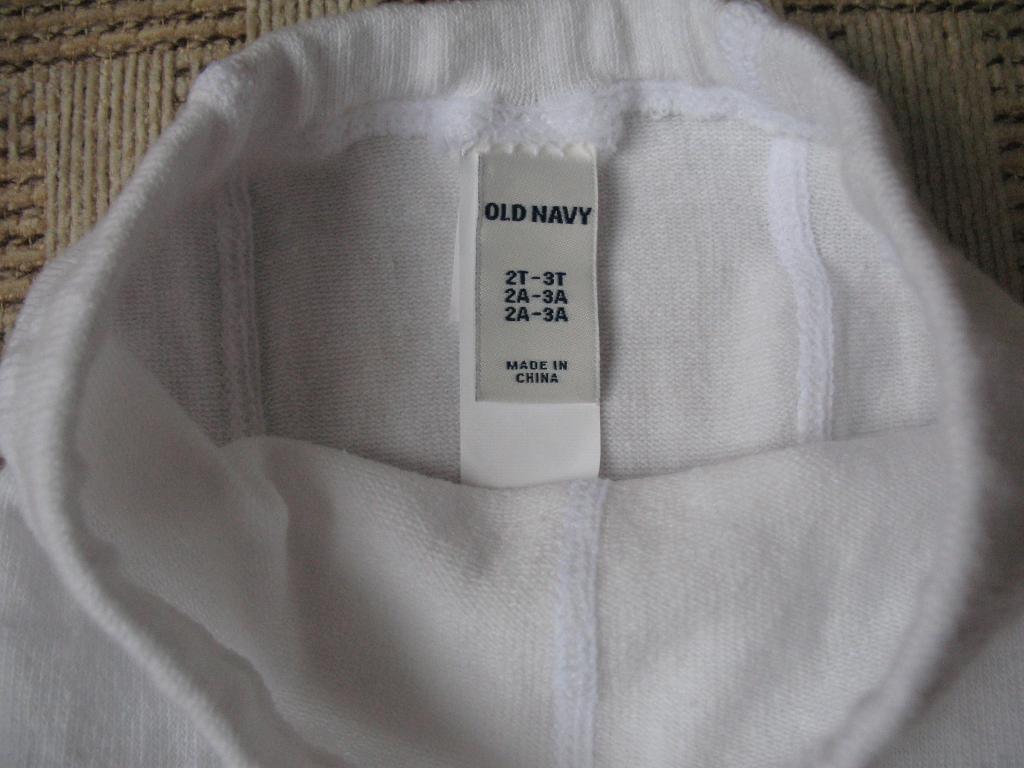 OLD NAVY
2T-3T
2A-3A
2A-3A
MADE IN
CHINA